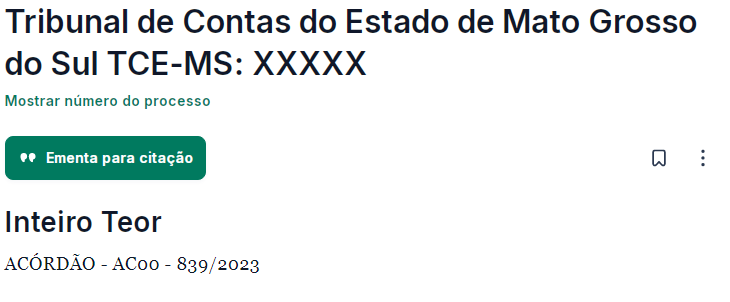 Tribunal de Contas do Estado de Mato Grosso
do Sul TCE-MS: XXXXX
Mostrar número do processo
Ementa para citação
Inteiro Teor
ACÓRDÃO - AC00 - 839/2023